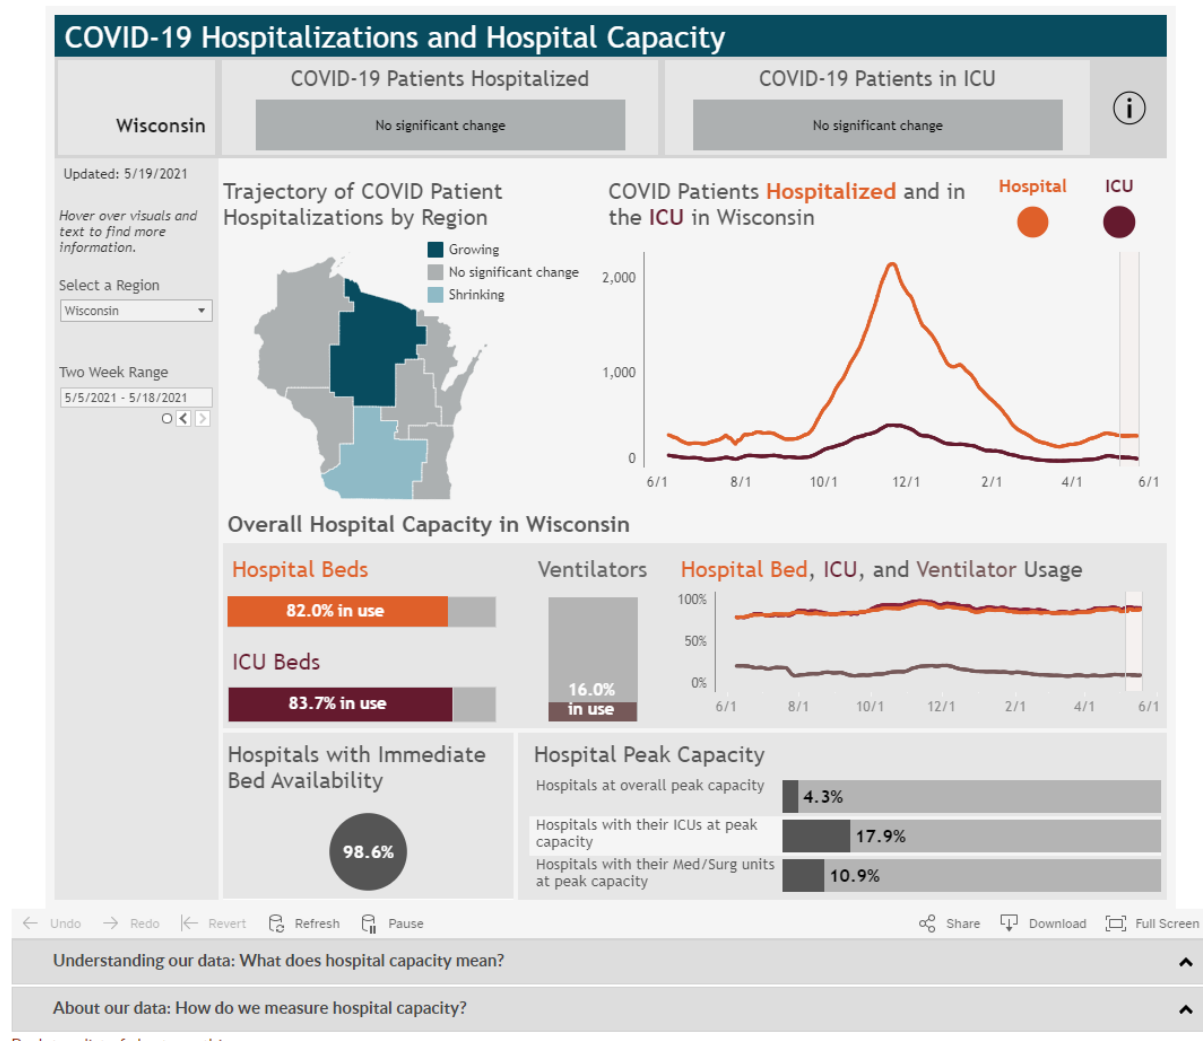 COVID-19 Hospitalizations and Hospital Capacity
Wisconsin
COVID-19 Patients Hospitalized
No significant change
COVID-19 Patients in ICU
No significant change
i
Updated: 5/19/2021
Hover over visuals and
text to find more
information.
Select a Region
Wisconsin
Two Week Range
5/5/2021 - 5/18/2021
Trajectory of COVID Patient
Hospitalizations by Region
Growing
No significant change
Shrinking
COVID Patients Hospitalized and in
the ICU in Wisconsin
Hospital
ICU
2,000
1,000
0
6/1 8/1 10/1 12/1 2/1 4/1 6/1
Overall Hospital Capacity in Wisconsin
Hospital Beds
82.0% in use
ICU Beds
83.7% in use
Ventilators
16.0%
in use
Hospital Bed, ICU, and Ventilator Usage
100%
50%
0%
6/1 8/1 10/1 12/1 2/1 4/1 6/1
Hospitals with Immediate
Bed Availability
98.6%
Hospital Peak Capacity
Hospitals at overall peak capacity
4.3%
Hospitals with their ICUs at peak
capacity
17.9%
Hospitals with their Med/Surg units
at peak capacity
10.9%
Undo Redo Revert Refresh Pause Share Download Full Screen
Understanding our data: What does hospital capacity mean?
About our data: How do we measure hospital capacity?